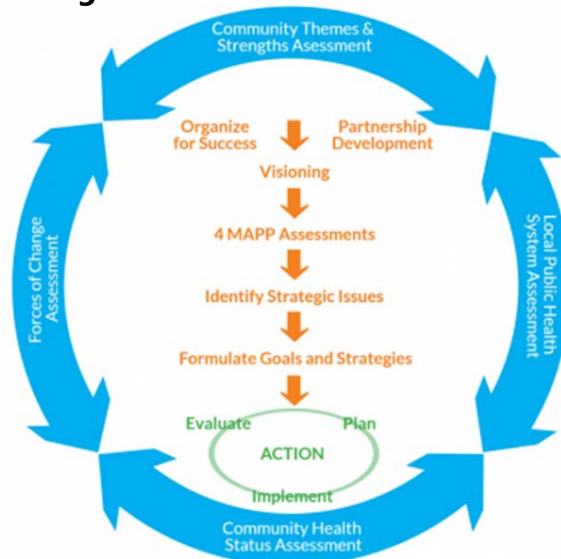 Community Themes &
Strengths Asessment
Organize
for Success
Partnership
Development
Visioning
4 MAPP Assessments
Identify Strategic Issues
Formulate Goals and Strategies
Evaluate
Plan
ACTION
Implement
Forces of Change
Assessment
Local Public Health
System Assessment
Community Health
Status Assessment